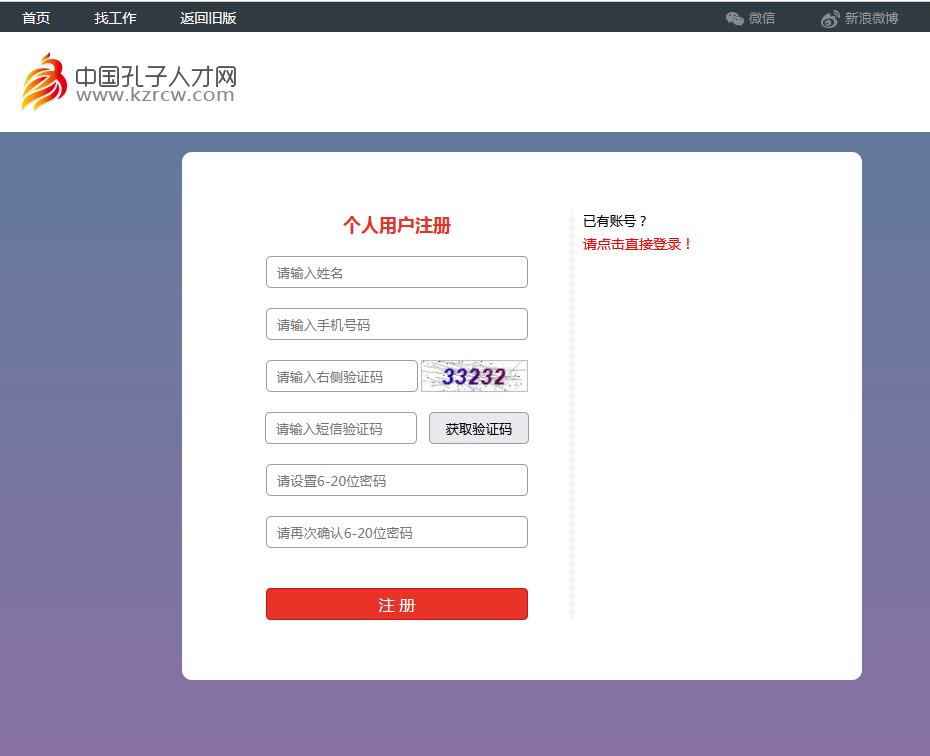 首页 找工作 返回旧版 微信 新浪微博
中国孔子人才网
www.kzrcw.com
个人用户注册
请输入姓名
请输入手机号码
请输入右侧验证码 33232
请输入短信验证码 获取验证码
请设置6-20位密码
请再次确认6-20位密码
注 册
已有账号？
请点击直接登录！